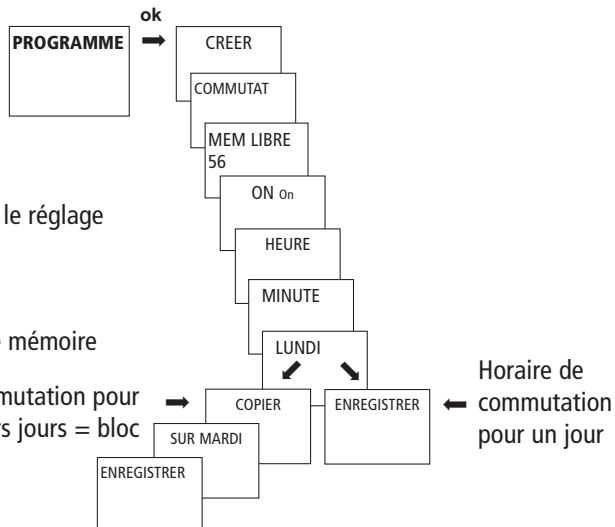 ok
PROGRAMME
CREER
COMMUTAT
MEM LIBRE
56
ON On
le réglage
HEURE
MINUTE
mémoire
LUNDI
Horaire de
commutation
pour un jour
pour
COPIER
ENREGISTRER
jours = bloc
SUR MARDI
ENREGISTRER